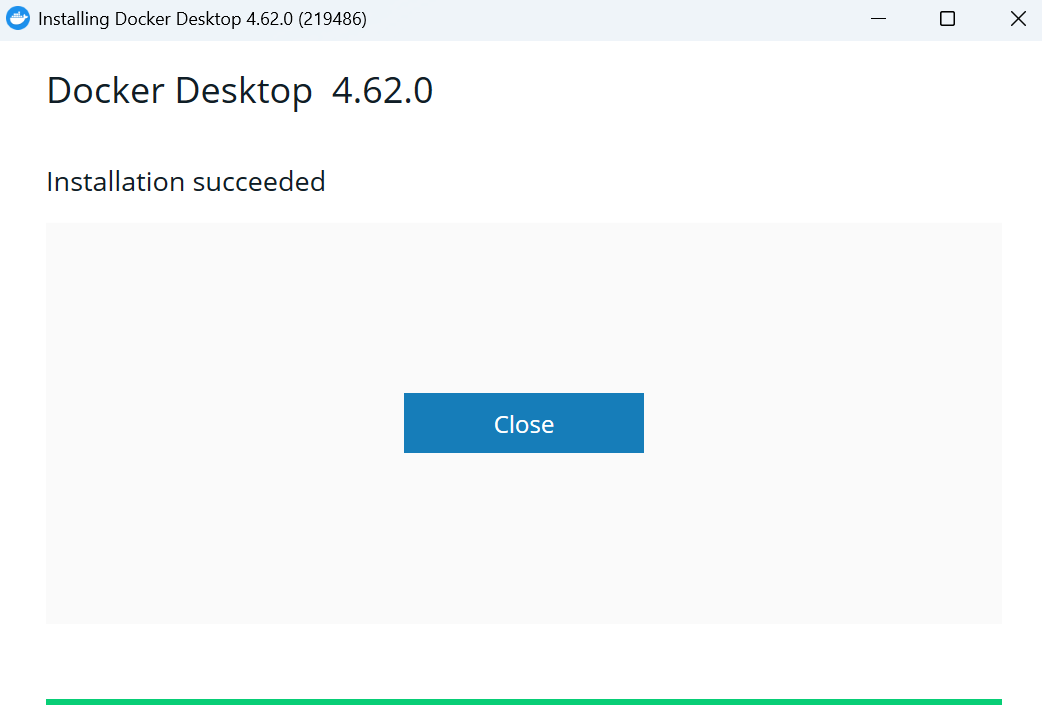 Installing Docker Desktop 4.62.0 (219486)
Docker Desktop 4.62.0
Installation succeeded
Close